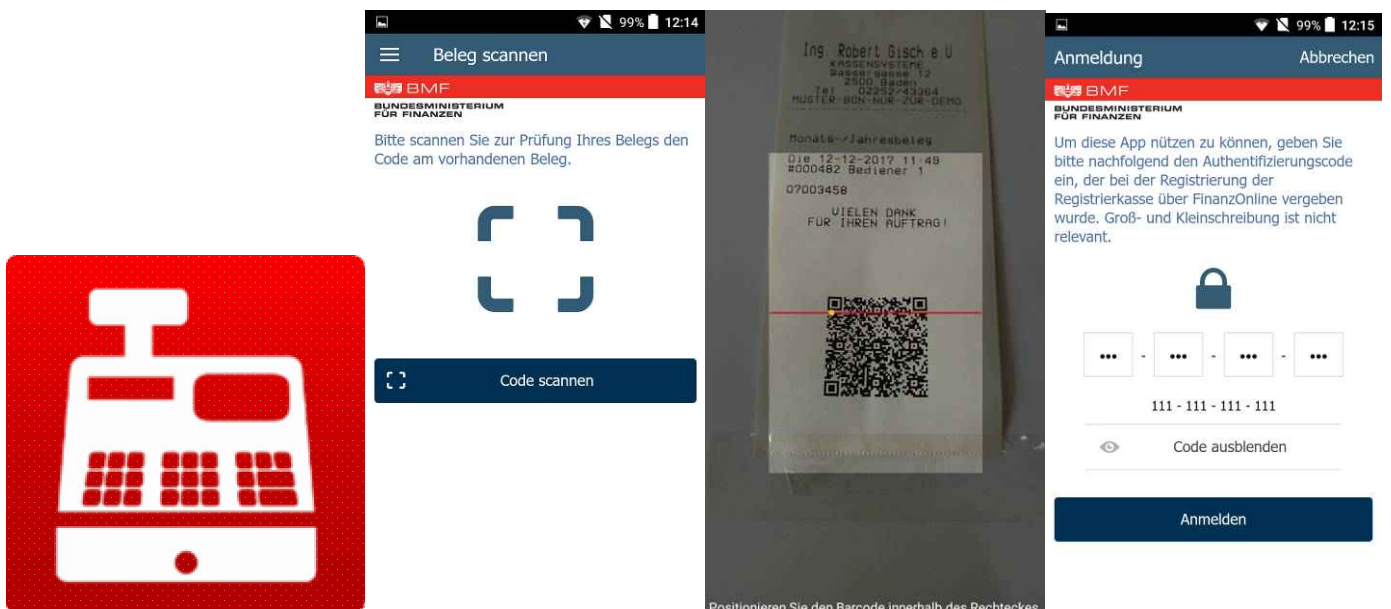 99% 12:14
Beleg scannen
BMF
BUNDESMINISTERIUM
FÜR FINANZEN
Bitte scannen Sie zur Prüfung Ihres Belegs den
Code am vorhandenen Beleg.
Code scannen
Ing. Robert Gisch e.U
KASSENSYSTEME
Wassergasse 12
2500 Baden
Tel 02252/43364
MUSTER-BON-NUR-ZUR-DEMO
Monats-/Jahresbeleg
Die 12-12-2017 11:49
#000482 Bediener 1
07003458
VIELEN DANK
FÜR IHREN AUFTRAG!
Positionieren Sie den Barcode innerhalb des Rechteckes
99% 12:15
Anmeldung Abbrechen
BMF
BUNDESMINISTERIUM
FÜR FINANZEN
Um diese App nützen zu können, geben Sie
bitte nachfolgend den Authentifizierungscode
ein, der bei der Registrierung der
Registrierkasse über FinanzOnline vergeben
wurde. Groß- und Kleinschreibung ist nicht
relevant.
••• - ••• - ••• - •••
111 - 111 - 111 - 111
Code ausblenden
Anmelden